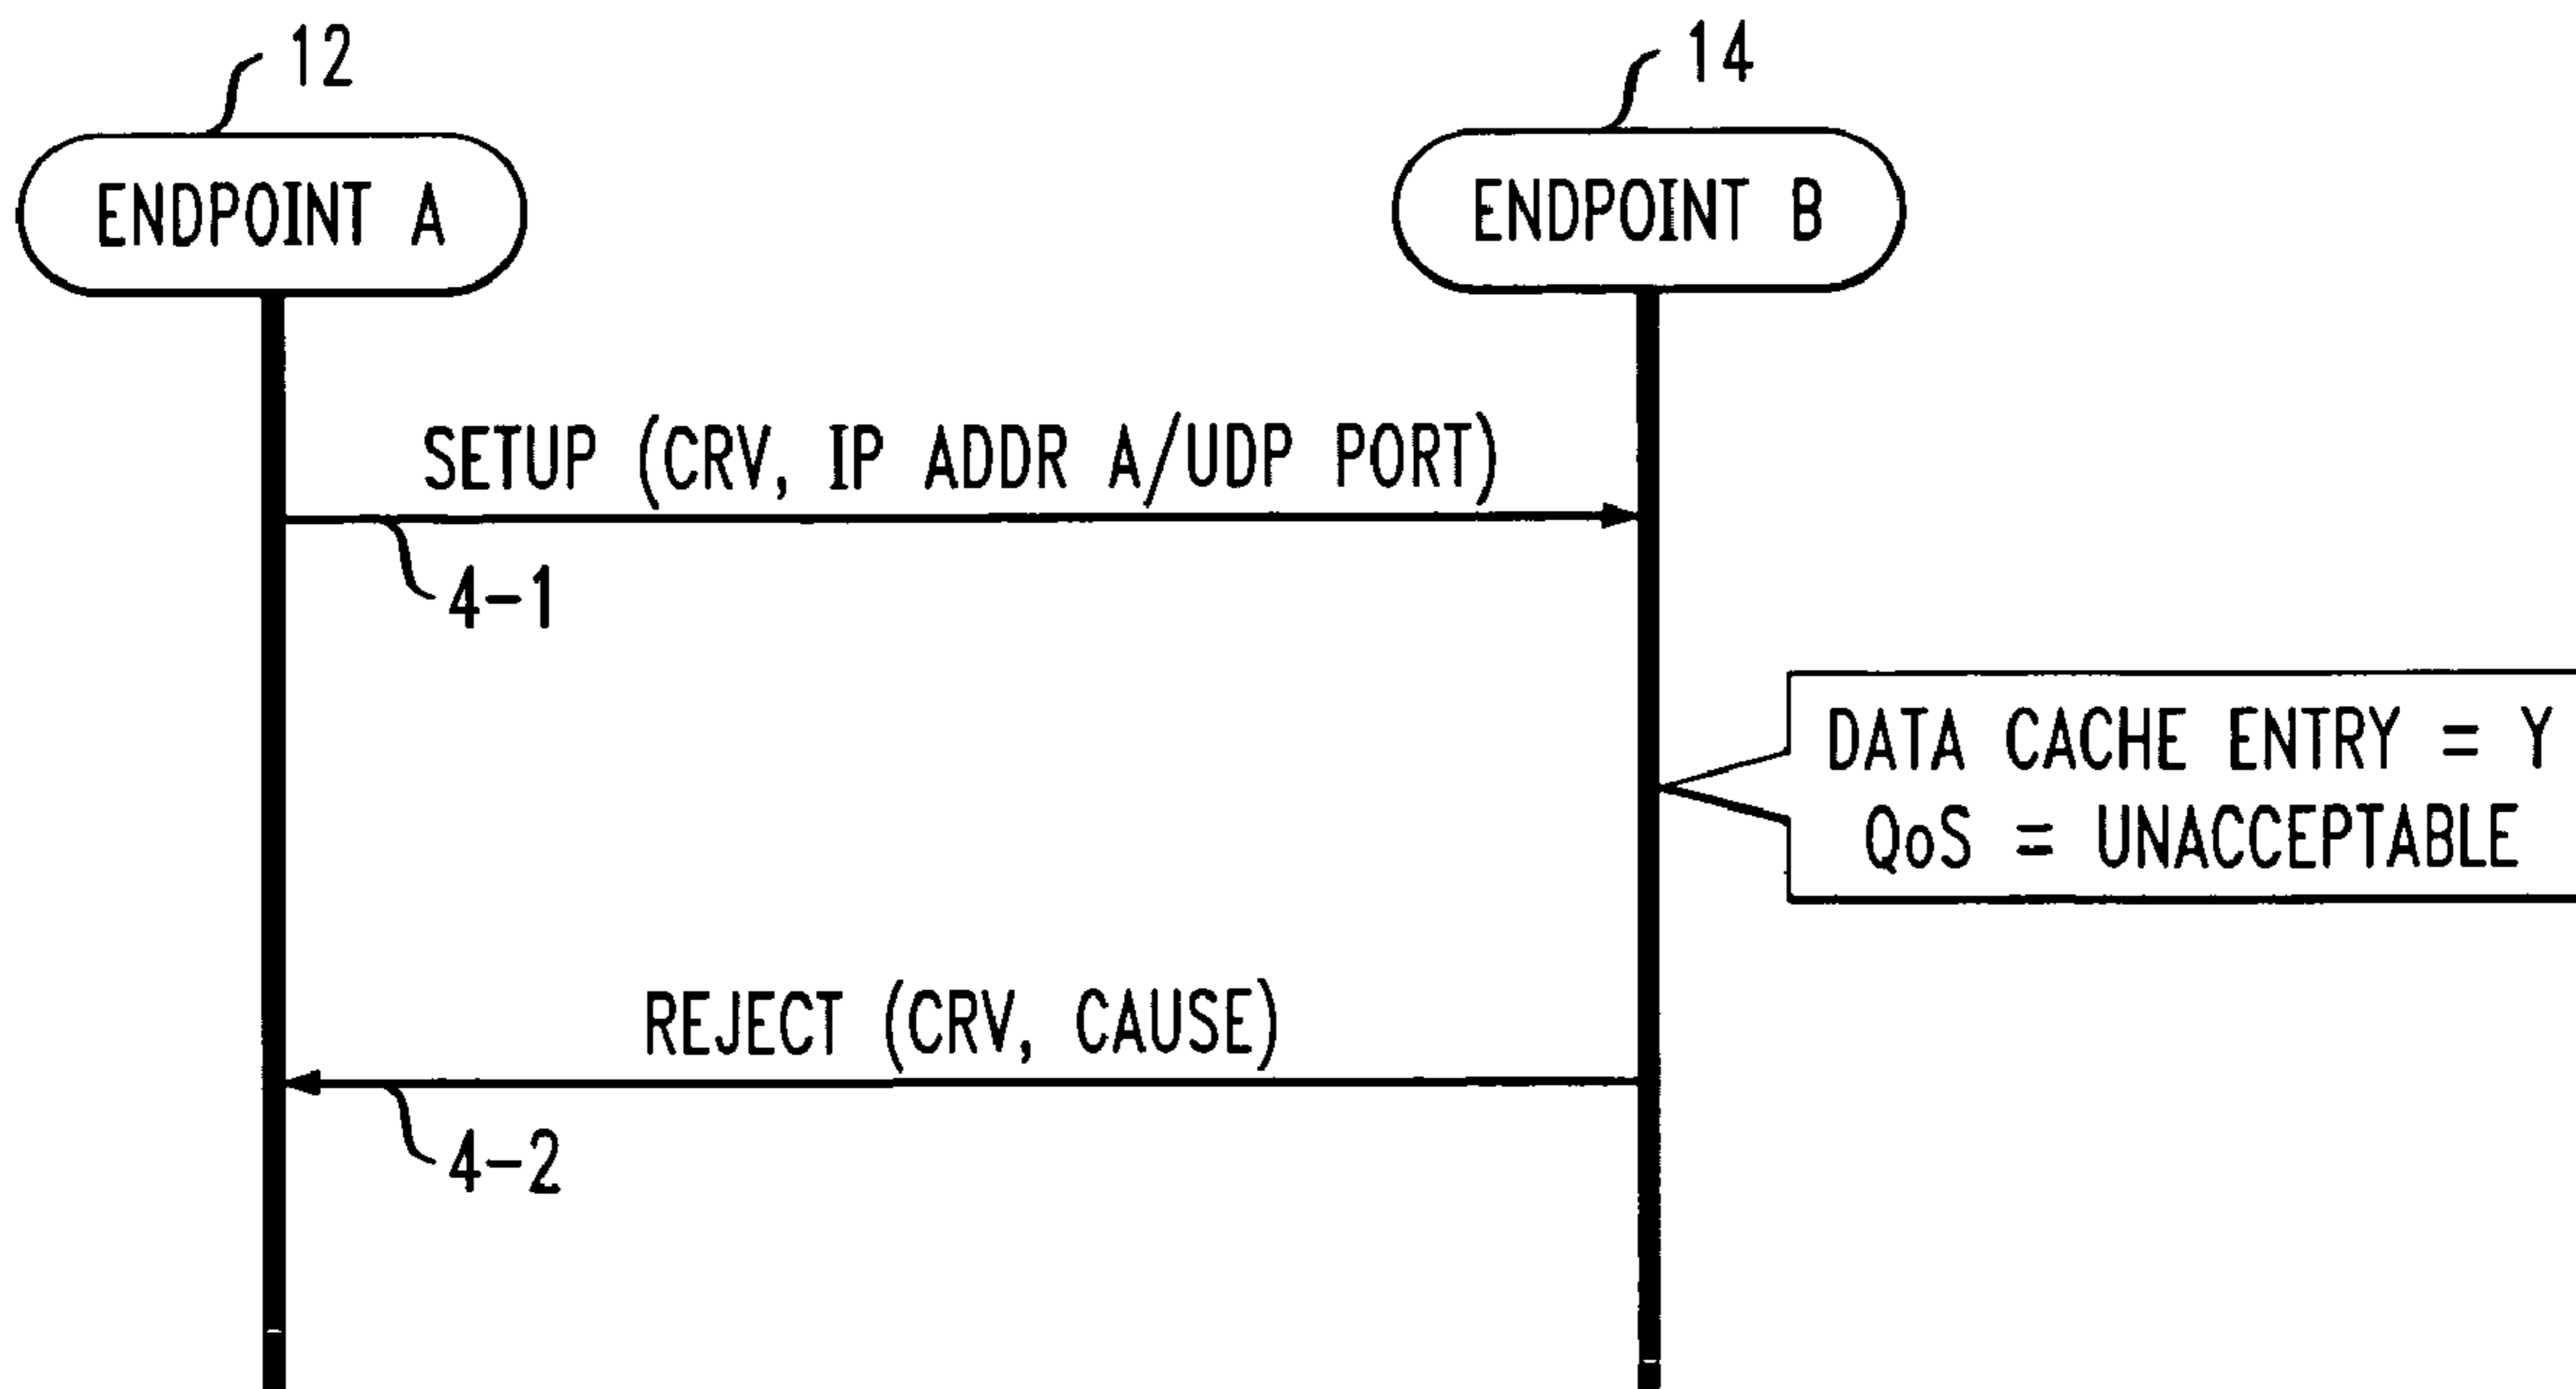 12
14
ENDPOINT A
ENDPOINT B
SETUP (CRV, IP ADDR A/UDP PORT)
4-1
DATA CACHE ENTRY = Y
QoS = UNACCEPTABLE
REJECT (CRV, CAUSE)
4-2